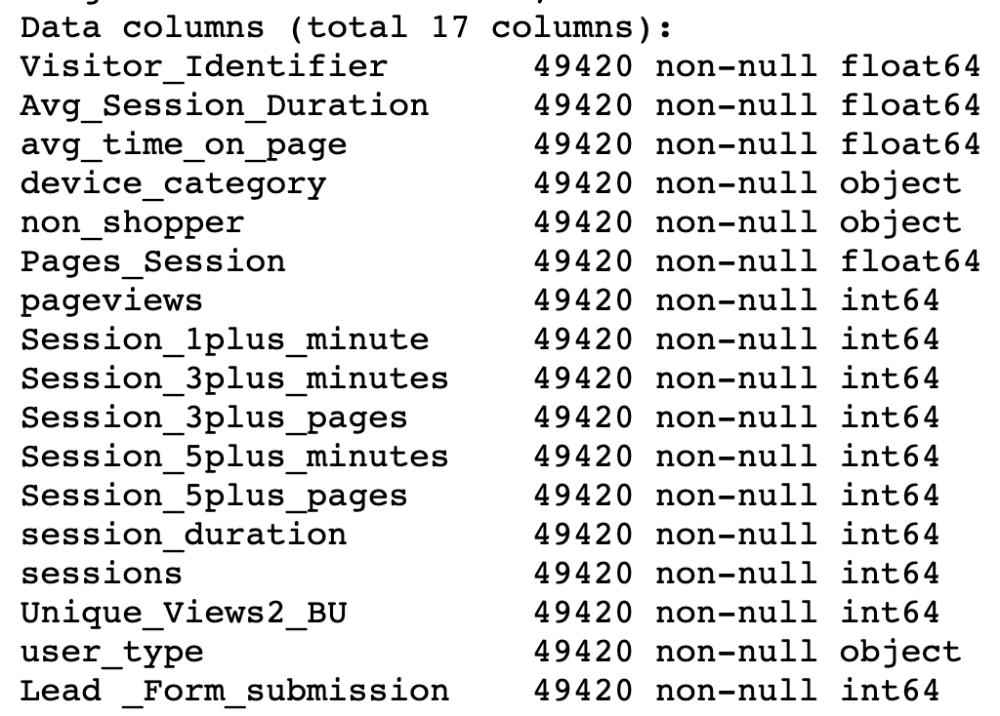 Data columns (total 17 columns):
Visitor_Identifier 49420 non-null float64
Avg_Session_Duration 49420 non-null float64
avg_time_on_page 49420 non-null float64
device_category 49420 non-null object
non_shopper 49420 non-null object
Pages_Session 49420 non-null float64
pageviews 49420 non-null int64
Session_1plus_minute 49420 non-null int64
Session_3plus_minutes 49420 non-null int64
Session_3plus_pages 49420 non-null int64
Session_5plus_minutes 49420 non-null int64
Session_5plus_pages 49420 non-null int64
session_duration 49420 non-null int64
sessions 49420 non-null int64
Unique_Views2_BU 49420 non-null int64
user_type 49420 non-null object
Lead _Form_submission 49420 non-null int64